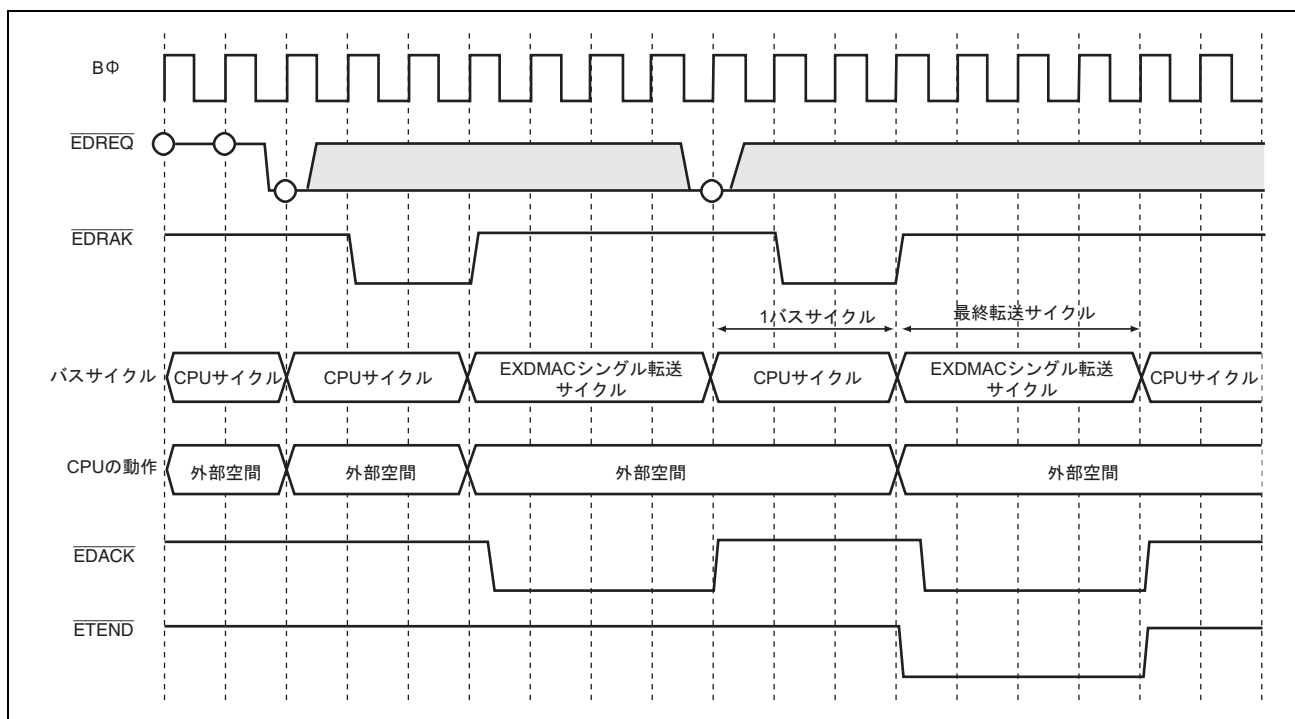 BΦ
EDREQ
EDRAK
1バスサイクル
最終転送サイクル
バスサイクル
CPUサイクル
CPUサイクル
EXDMACシングル転送
サイクル
CPUサイクル
EXDMACシングル転送
サイクル
CPUサイクル
CPUの動作
外部空間
外部空間
外部空間
外部空間
EDACK
ETEND